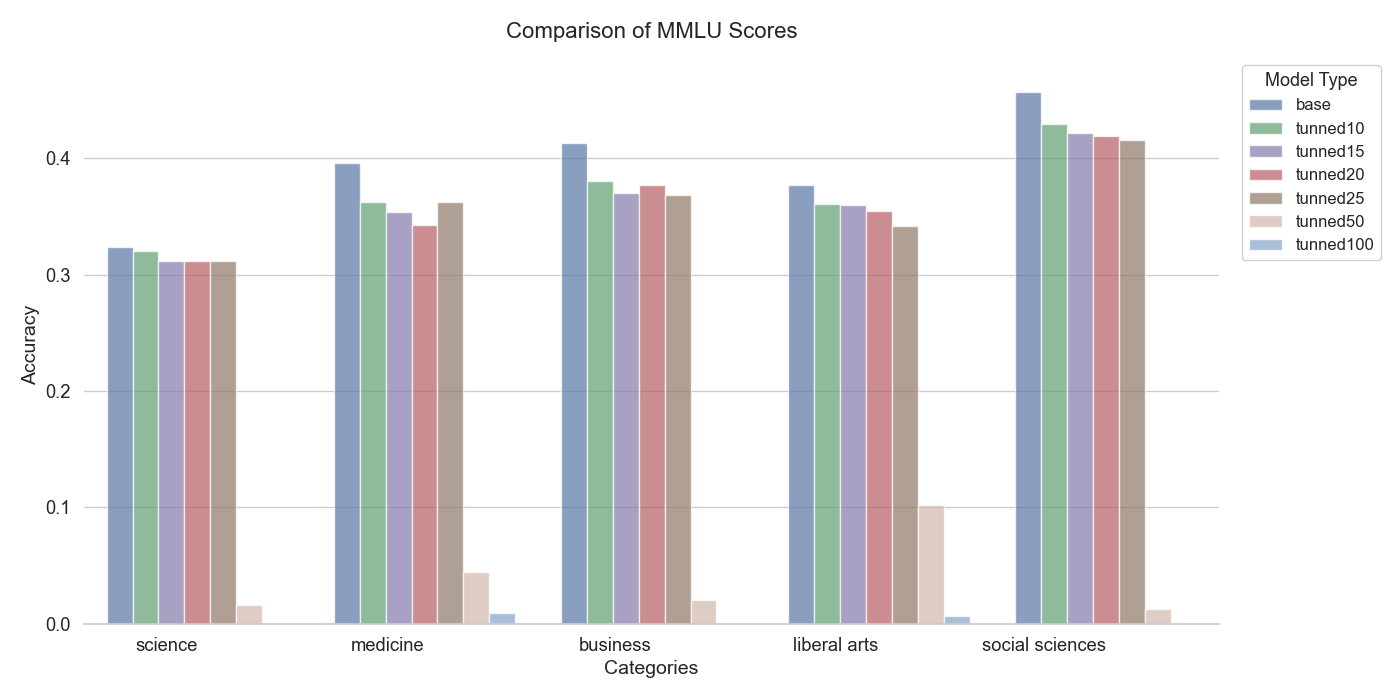 Comparison of MMLU Scores
Model Type
base
tunned10
tunned15
tunned20
tunned25
tunned50
tunned100
Accuracy
0.4
0.3
0.2
0.1
0.0
science medicine business liberal arts social sciences
Categories